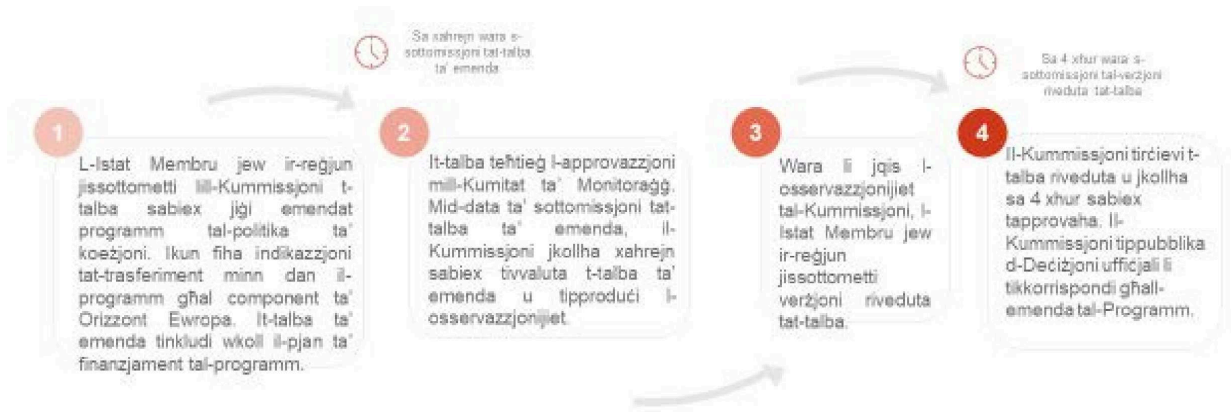 Sa xahrejn wara s-
sottomissjoni tat-talba
ta' emenda
Sa 4 xhur wara s-
sottomissjoni tal-verżjoni
riveduta tat-talba
1
L-Istat Membru jew ir-reġjun
jissottometti lill-Kummissjoni t-
talba sabiex jiġi emendat
programm tal-politika ta'
koeżjoni. Ikun fiha indikazzjoni
tat-trasferiment minn dan il-
programm għal component ta'
Orizzont Ewropa. It-talba ta'
emenda tinkludi wkoll il-pjan ta'
finanzjament tal-programm.
2
It-talba teħtieġ l-approvazzjoni
mill-Kumitat ta' Monitoraġġ.
Mid-data ta' sottomissjoni tat-
talba ta' emenda, il-
Kummissjoni jkollha xahrejn
sabiex tivvaluta t-talba ta'
emenda u tipproduċi l-
osservazzjonijiet.
3
Wara li jqis l-
osservazzjonijiet
tal-Kummissjoni, l-
Istat Membru jew
ir-reġjun
jissottometti
verżjoni riveduta
tat-talba.
4
Il-Kummissjoni tirċievi t-
talba riveduta u jkollha
sa 4 xhur sabiex
tapprovaha. Il-
Kummissjoni tippubblika
d-Deċiżjoni uffiċjali li
tikkorrispondi għall-
emenda tal-Programm.